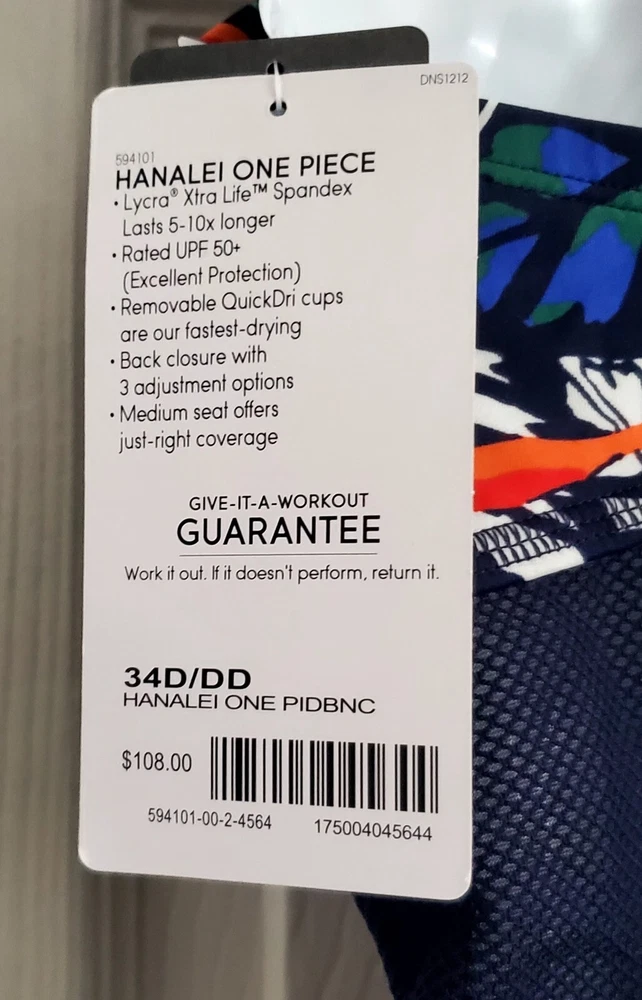 DNS1212
594101
HANALEI ONE PIECE
• Lycra® Xtra Life™ Spandex
Lasts 5-10x longer
• Rated UPF 50+
(Excellent Protection)
• Removable QuickDri cups
are our fastest-drying
• Back closure with
3 adjustment options
• Medium seat offers
just-right coverage
GIVE-IT-A-WORKOUT
GUARANTEE
Work it out. If it doesn't perform, return it.
34D/DD
HANALEI ONE PIDBNC
$108.00
594101-00-2-4564 175004045644